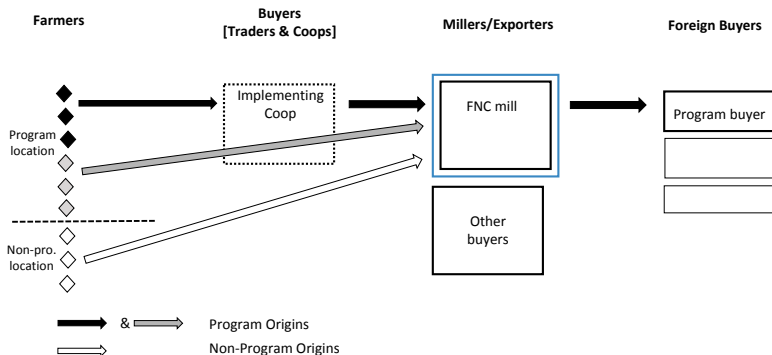 Farmers
Buyers
[Traders & Coops]
Millers/Exporters
Foreign Buyers
Implementing
Coop
FNC mill
Program buyer
Program
location
Other
buyers
Non-pro.
location
& Program Origins
Non-Program Origins